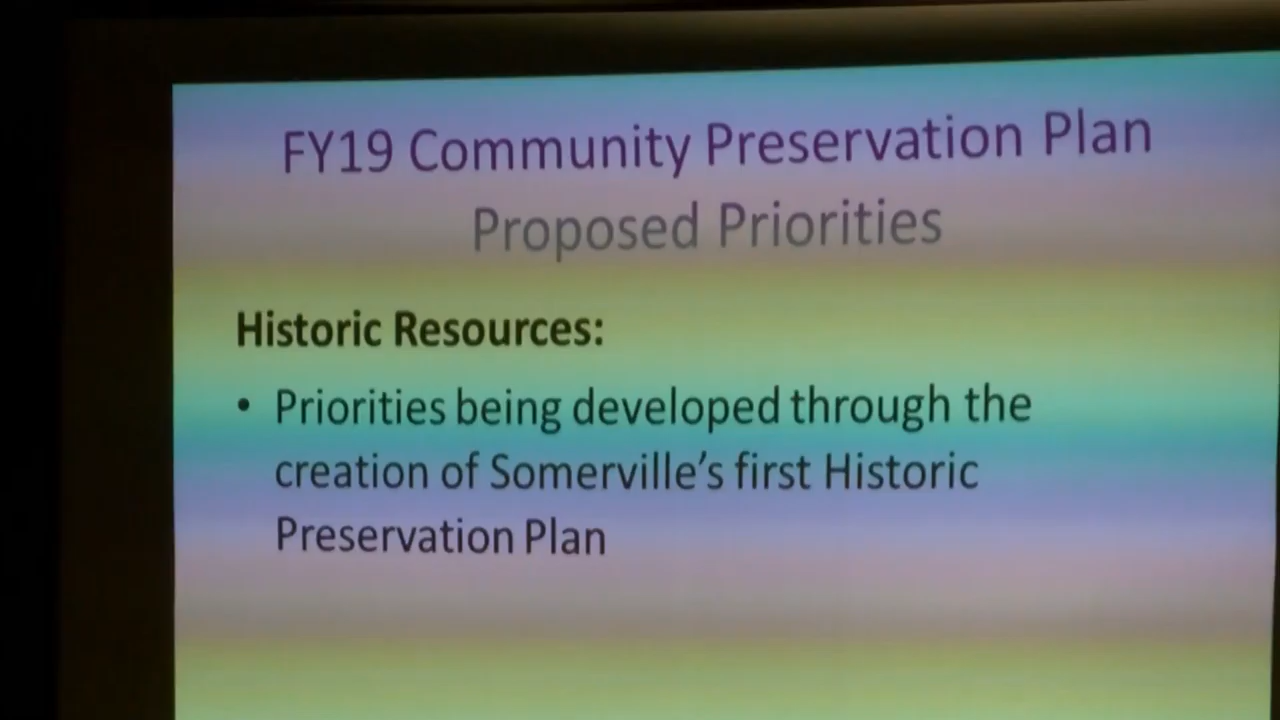 FY19 Community Preservation Plan
Proposed Priorities
Historic Resources:
• Priorities being developed through the
creation of Somerville’s first Historic
Preservation Plan